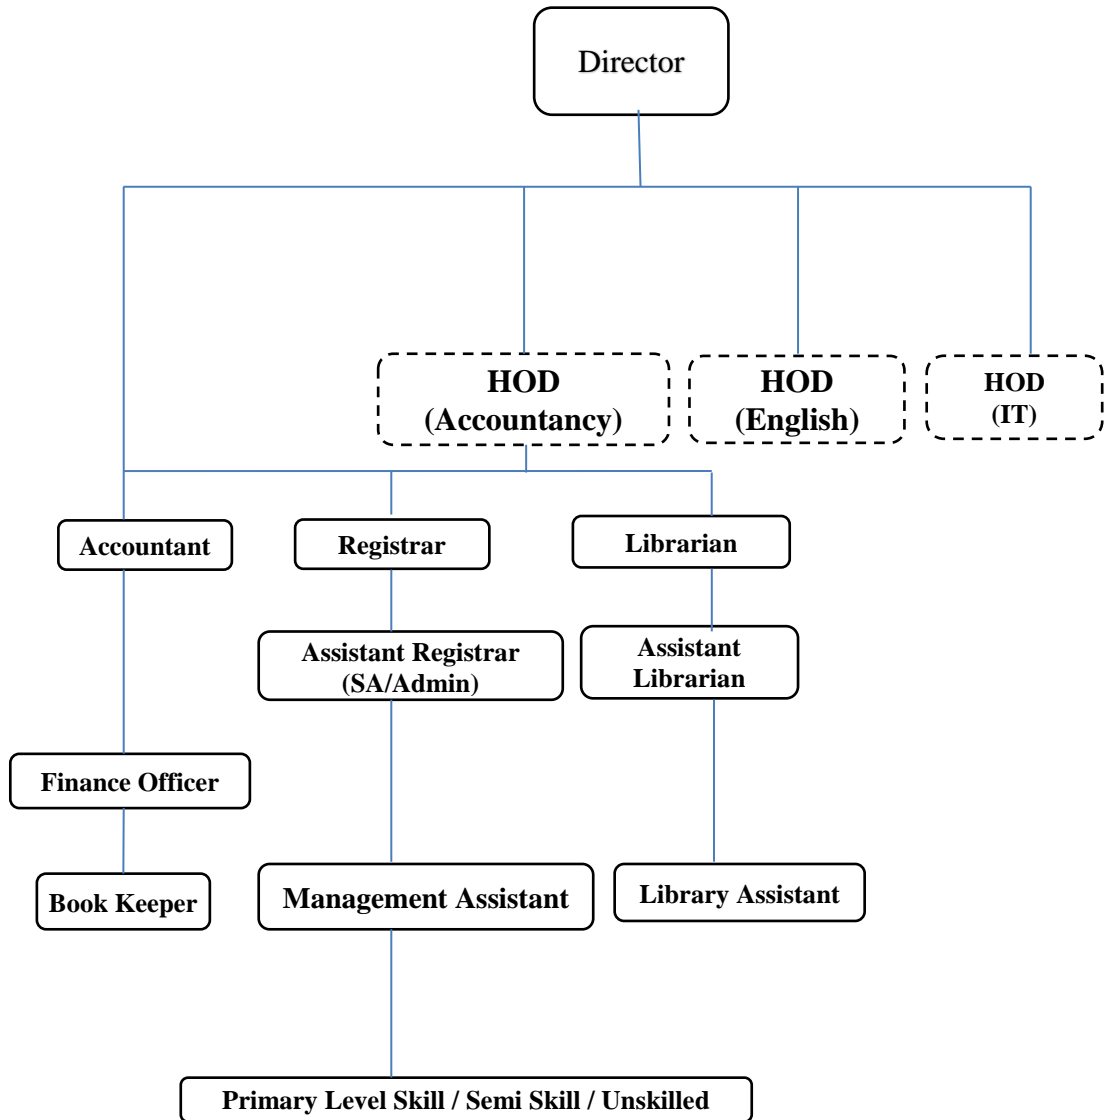 Director
HOD
(Accountancy)
HOD
(English)
HOD
(IT)
Accountant
Registrar
Librarian
Assistant Registrar
(SA/Admin)
Assistant
Librarian
Finance Officer
Book Keeper
Management Assistant
Library Assistant
Primary Level Skill / Semi Skill / Unskilled